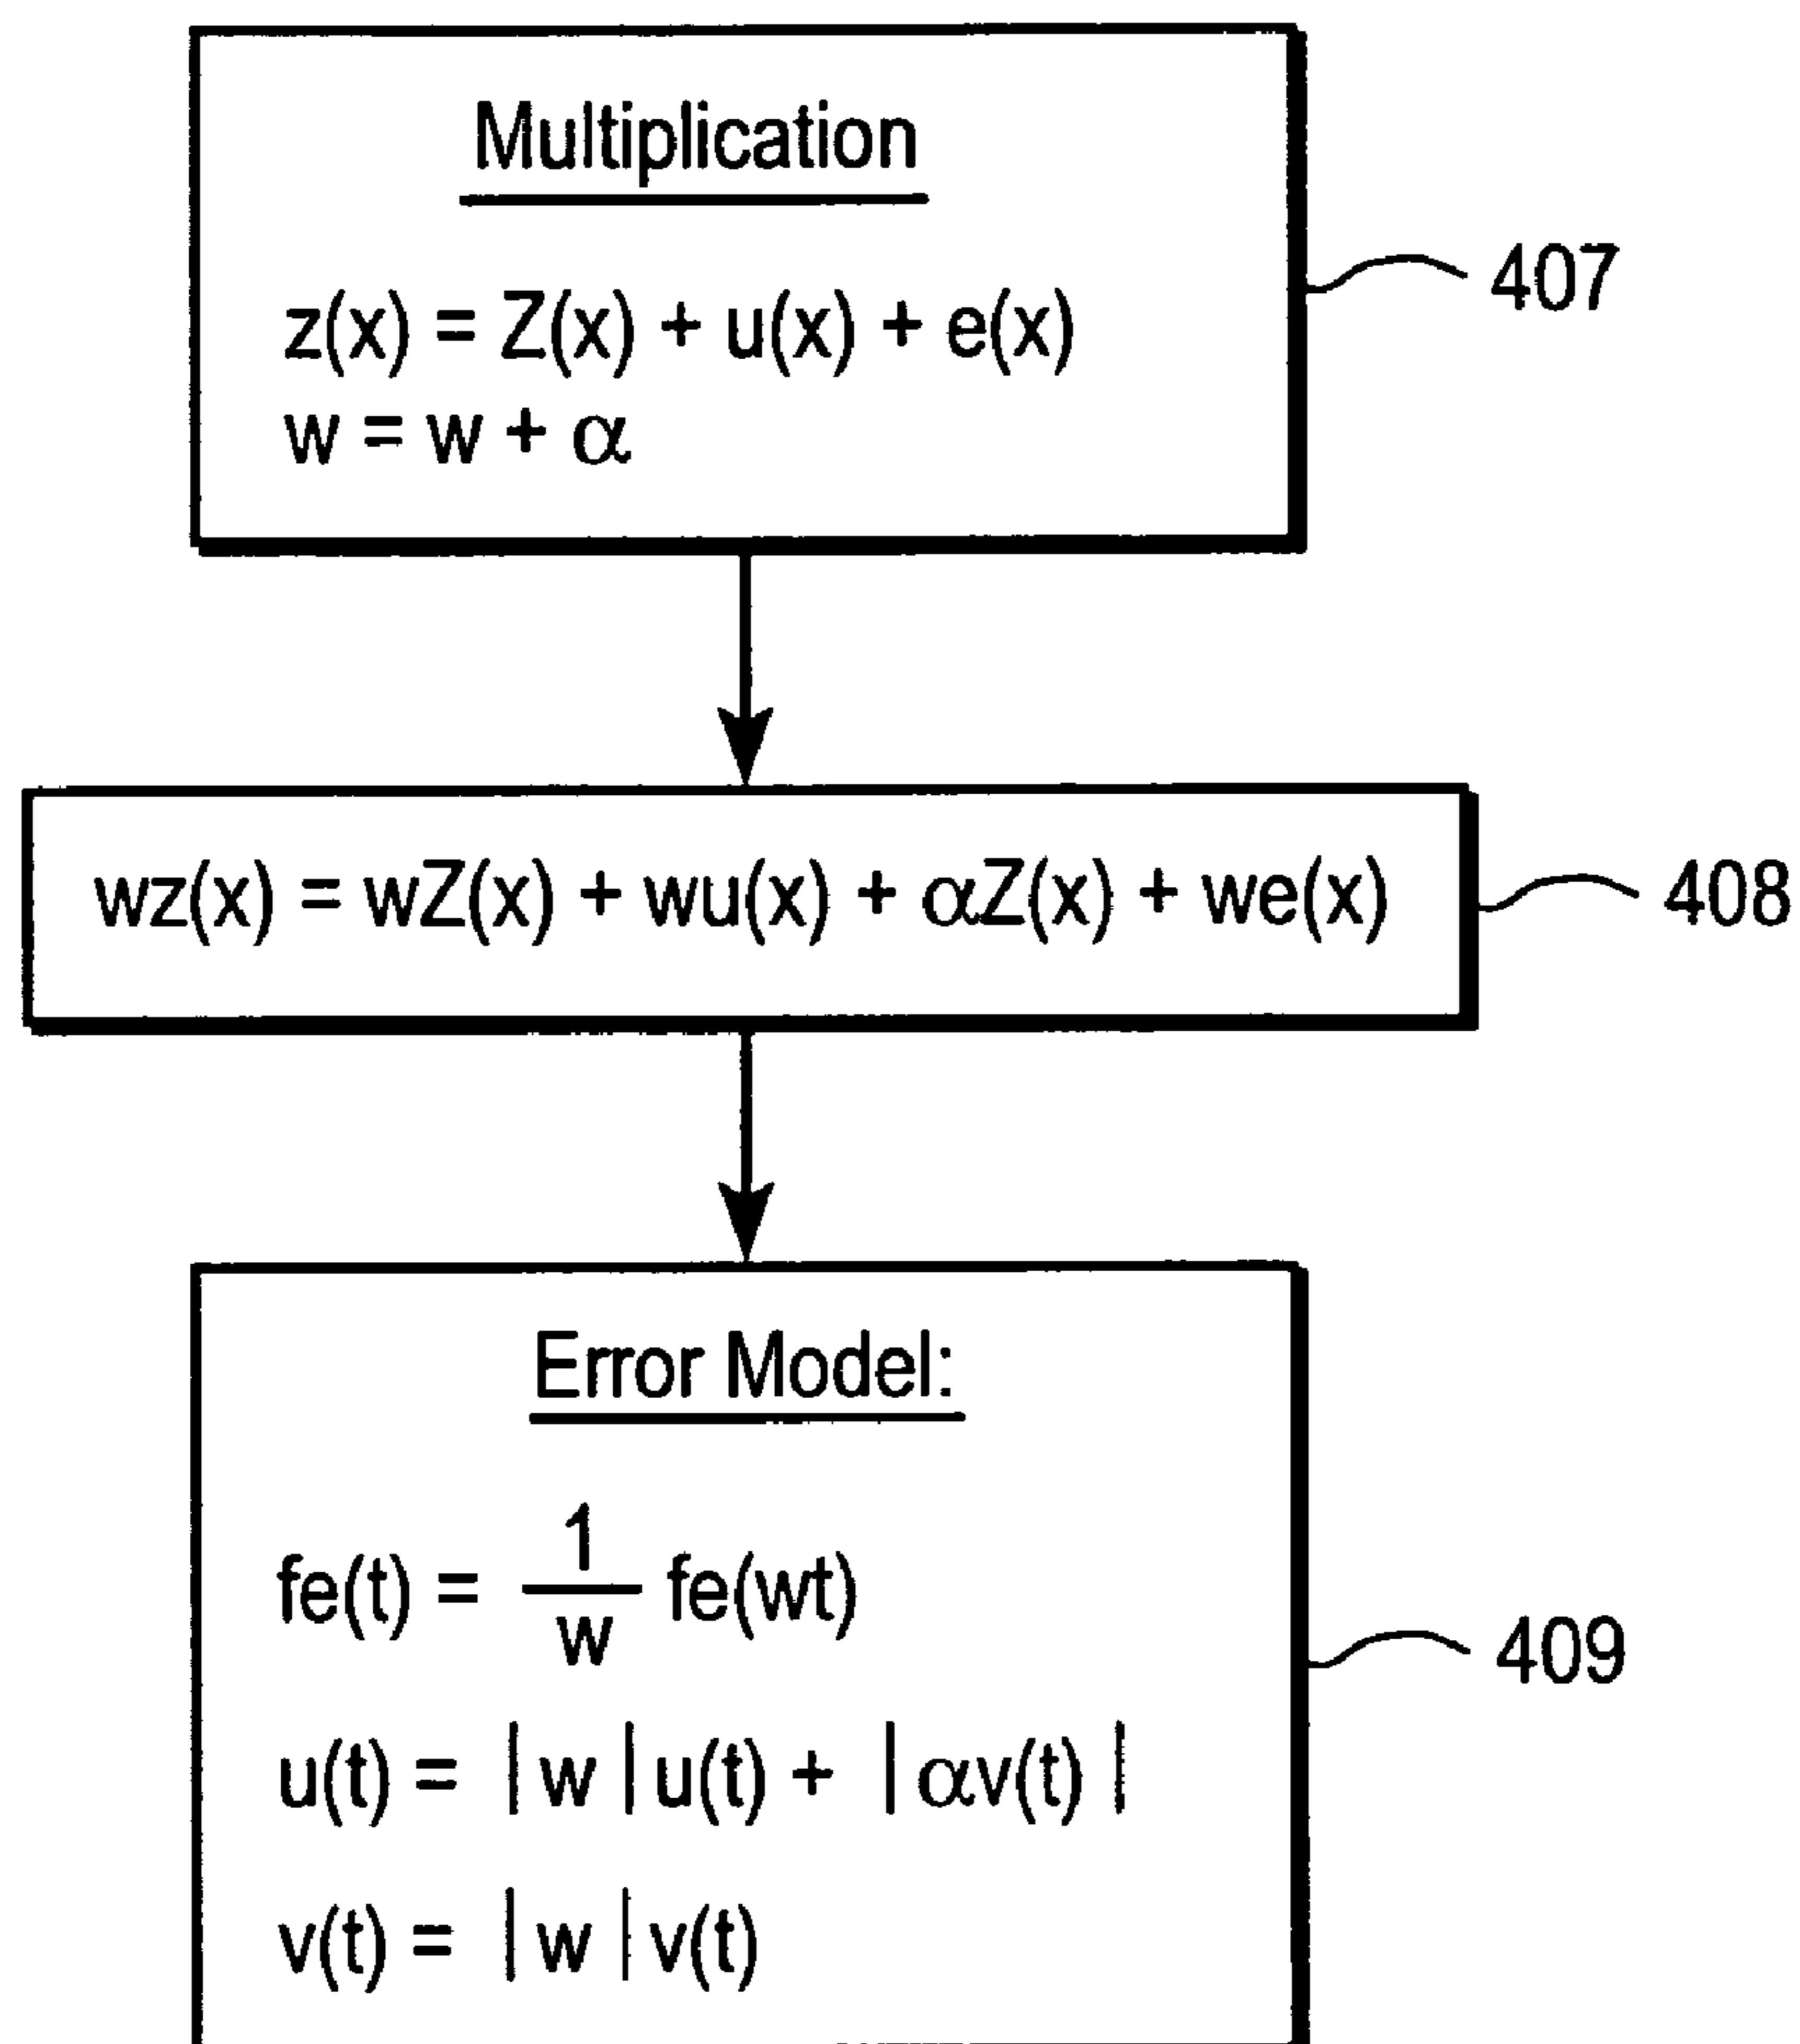 Multiplication
z(x) = Z(x) + u(x) + e(x)
407
w = w + α
wz(x) = wZ(x) + wu(x) + αZ(x) + we(x)
408
Error Model:
fe(t) = 1/w fe(wt)
409
u(t) = |w|u(t) + |αv(t)|
v(t) = |w|v(t)